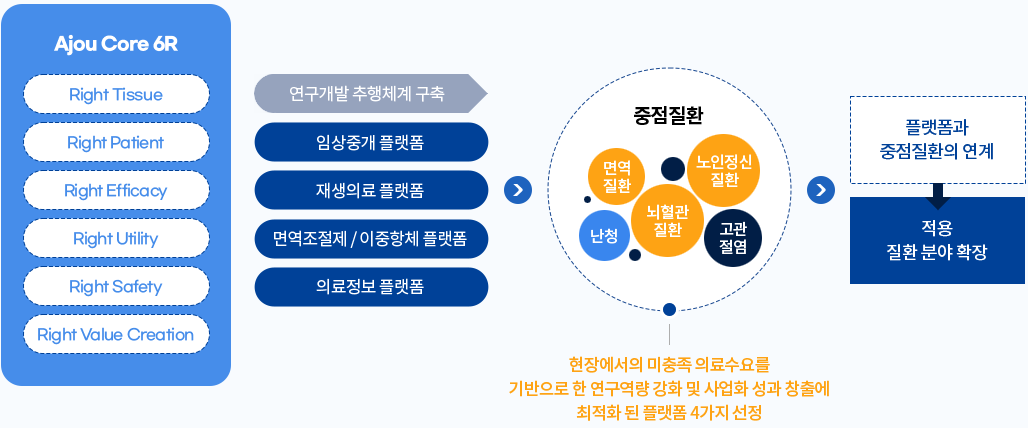 Ajou Core 6R
Right Tissue
Right Patient
Right Efficacy
Right Utility
Right Safety
Right Value Creation
연구개발 추행체계 구축
임상중개 플랫폼
재생의료 플랫폼
면역조절제 / 이중항체 플랫폼
의료정보 플랫폼
중점질환
면역
질환
노인정신
질환
뇌혈관
질환
난청
고관
절염
현장에서의 미충족 의료수요를
기반으로 한 연구역량 강화 및 사업화 성과 창출에
최적화 된 플랫폼 4가지 선정
플랫폼과
중점질환의 연계
적용
질환 분야 확장